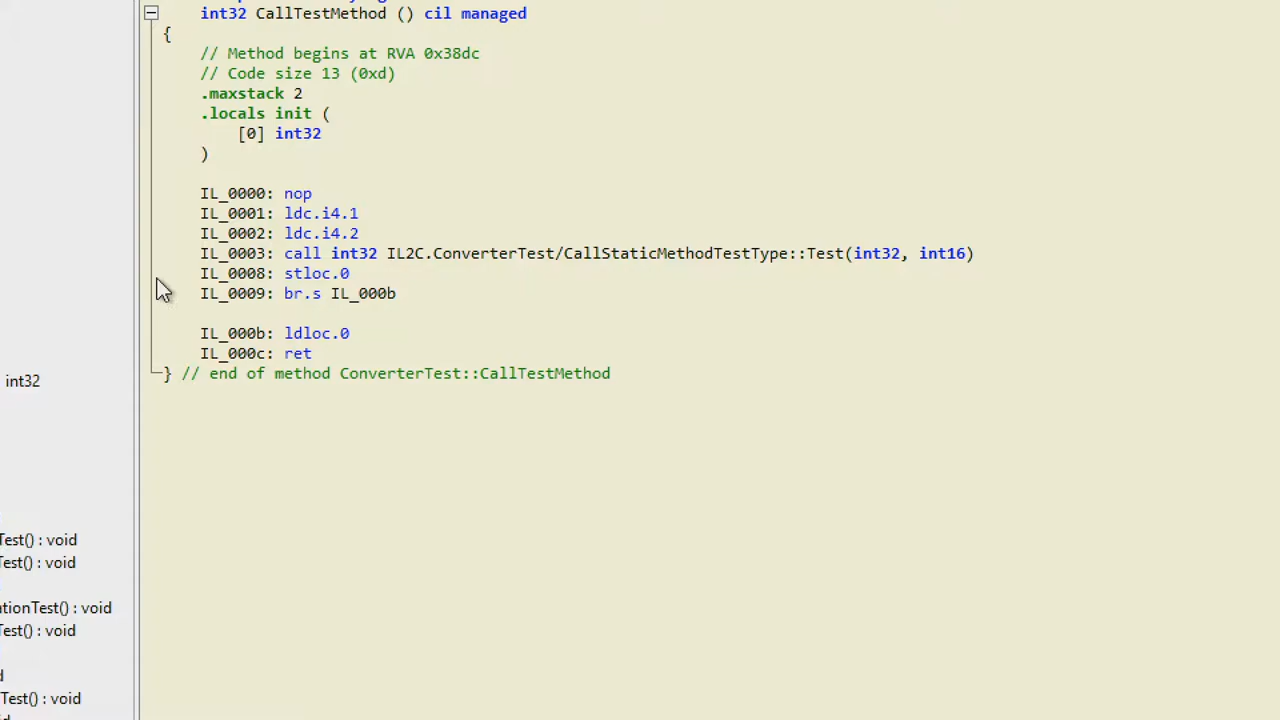 int32 CallTestMethod () cil managed
{
// Method begins at RVA 0x38dc
// Code size 13 (0xd)
.maxstack 2
.locals init (
[0] int32
)
IL_0000: nop
IL_0001: ldc.i4.1
IL_0002: ldc.i4.2
IL_0003: call int32 IL2C.ConverterTest/CallStaticMethodTestType::Test(int32, int16)
IL_0008: stloc.0
IL_0009: br.s IL_000b
IL_000b: ldloc.0
IL_000c: ret
} // end of method ConverterTest::CallTestMethod
int32
Test() : void
Test() : void
ationTest() : void
Test() : void
d
Test() : void